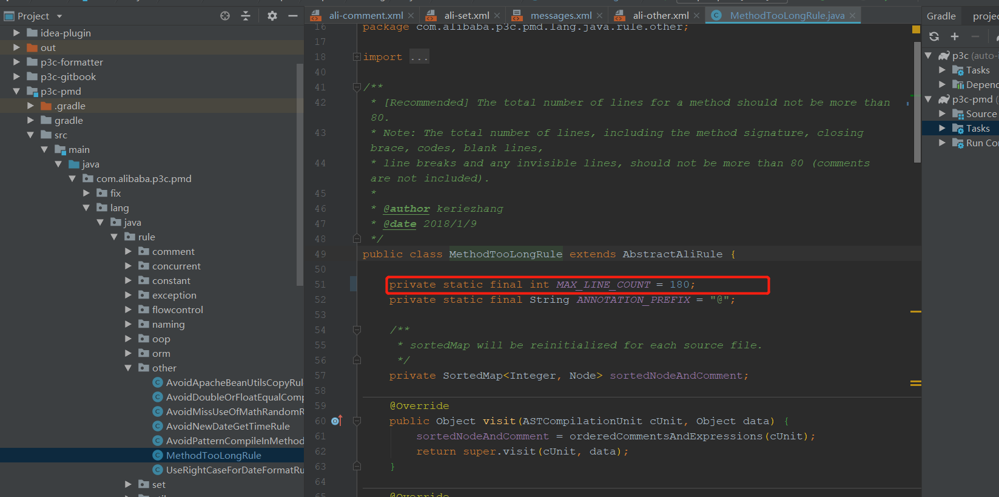 Project
idea-plugin
out
p3c-formatter
p3c-gitbook
p3c-pmd
.gradle
gradle
src
main
java
com.alibaba.p3c.pmd
fix
lang
java
rule
comment
concurrent
constant
exception
flowcontrol
naming
oop
orm
other
AvoidApacheBeanUtilsCopyRul
AvoidDoubleOrFloatEqualComp
AvoidMissUseOfMathRandomR
AvoidNewDateGetTimeRule
AvoidPatternCompileInMethod
MethodTooLongRule
UseRightCaseForDateFormatRu
set
ali-comment.xml
ali-set.xml
messages.xml
ali-other.xml
MethodTooLongRule.java
16 package com.alibaba.p3c.pmd.lang.java.rule.other;
17
18 import ...
40
41 /**
42 * [Recommended] The total number of lines for a method should not be more than
80.
43 * Note: The total number of lines, including the method signature, closing
brace, codes, blank lines,
44 * line breaks and any invisible lines, should not be more than 80 (comments
are not included).
45 *
46 * @author keriezhang
47 * @date 2018/1/9
48 */
49 public class MethodTooLongRule extends AbstractAliRule {
50
51 private static final int MAX_LINE_COUNT = 180;
52 private static final String ANNOTATION_PREFIX = "@";
53
54 /**
55 * sortedMap will be reinitialized for each source file.
56 */
57 private SortedMap<Integer, Node> sortedNodeAndComment;
58
59 @Override
60 public Object visit(ASTCompilationUnit cUnit, Object data) {
61 sortedNodeAndComment = orderedCommentsAndExpressions(cUnit);
62 return super.visit(cUnit, data);
63 }
64
65 @Override
Gradle
projec
p3c (auto-i
Tasks
Depend
p3c-pmd (
Source
Tasks
Run Co